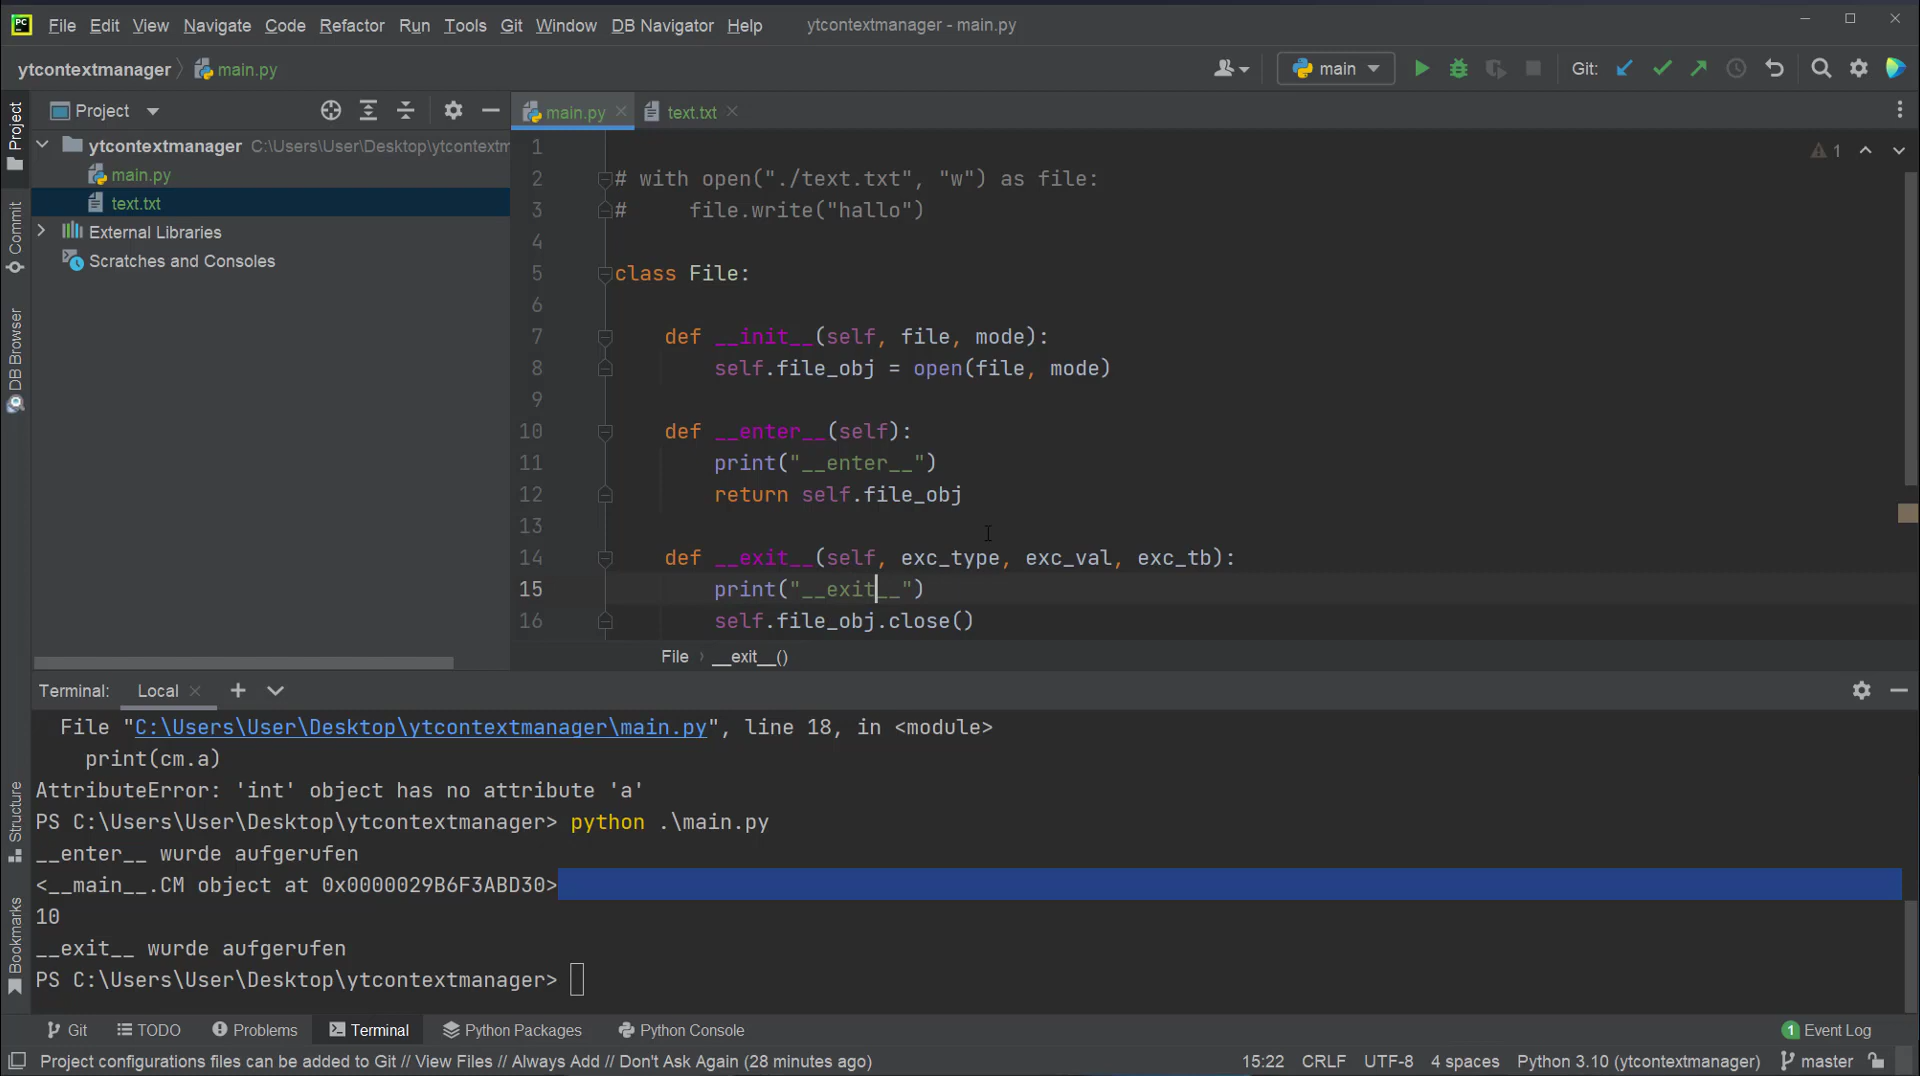 PC File Edit View Navigate Code Refactor Run Tools Git Window DB Navigator Help ytcontextmanager - main.py
ytcontextmanager main.py main Git:
Project main.py text.txt
ytcontextmanager C:\Users\User\Desktop\ytcontextm
main.py
text.txt
External Libraries
Scratches and Consoles
Project
Commit
DB Browser
Structure
Bookmarks
1
1
2 # with open("./text.txt", "w") as file:
3 #     file.write("hallo")
4
5 class File:
6
7     def __init__(self, file, mode):
8         self.file_obj = open(file, mode)
9
10     def __enter__(self):
11         print("__enter__")
12         return self.file_obj
13
14     def __exit__(self, exc_type, exc_val, exc_tb):
15         print("__exit__")
16         self.file_obj.close()
File › __exit__()
Terminal: Local
File "C:\Users\User\Desktop\ytcontextmanager\main.py", line 18, in <module>
    print(cm.a)
AttributeError: 'int' object has no attribute 'a'
PS C:\Users\User\Desktop\ytcontextmanager> python .\main.py
__enter__ wurde aufgerufen
<__main__.CM object at 0x0000029B6F3ABD30>
10
__exit__ wurde aufgerufen
PS C:\Users\User\Desktop\ytcontextmanager>
Git TODO Problems Terminal Python Packages Python Console 1 Event Log
Project configurations files can be added to Git // View Files // Always Add // Don't Ask Again (28 minutes ago) 15:22 CRLF UTF-8 4 spaces Python 3.10 (ytcontextmanager) master